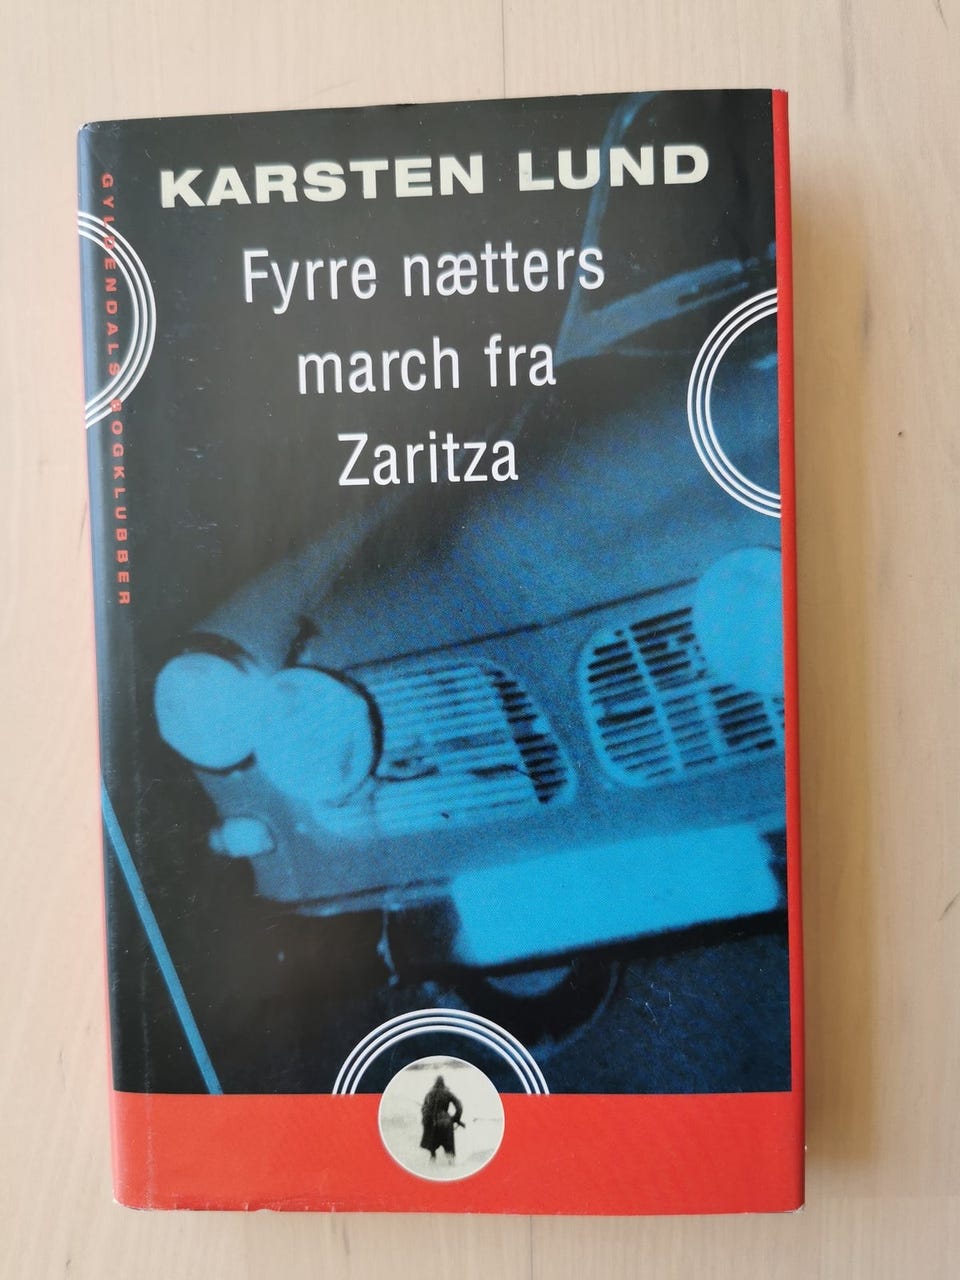 KARSTEN LUND
Fyrre nætters
march fra
Zaritza
GYLDENDALS BOGKLUBBER